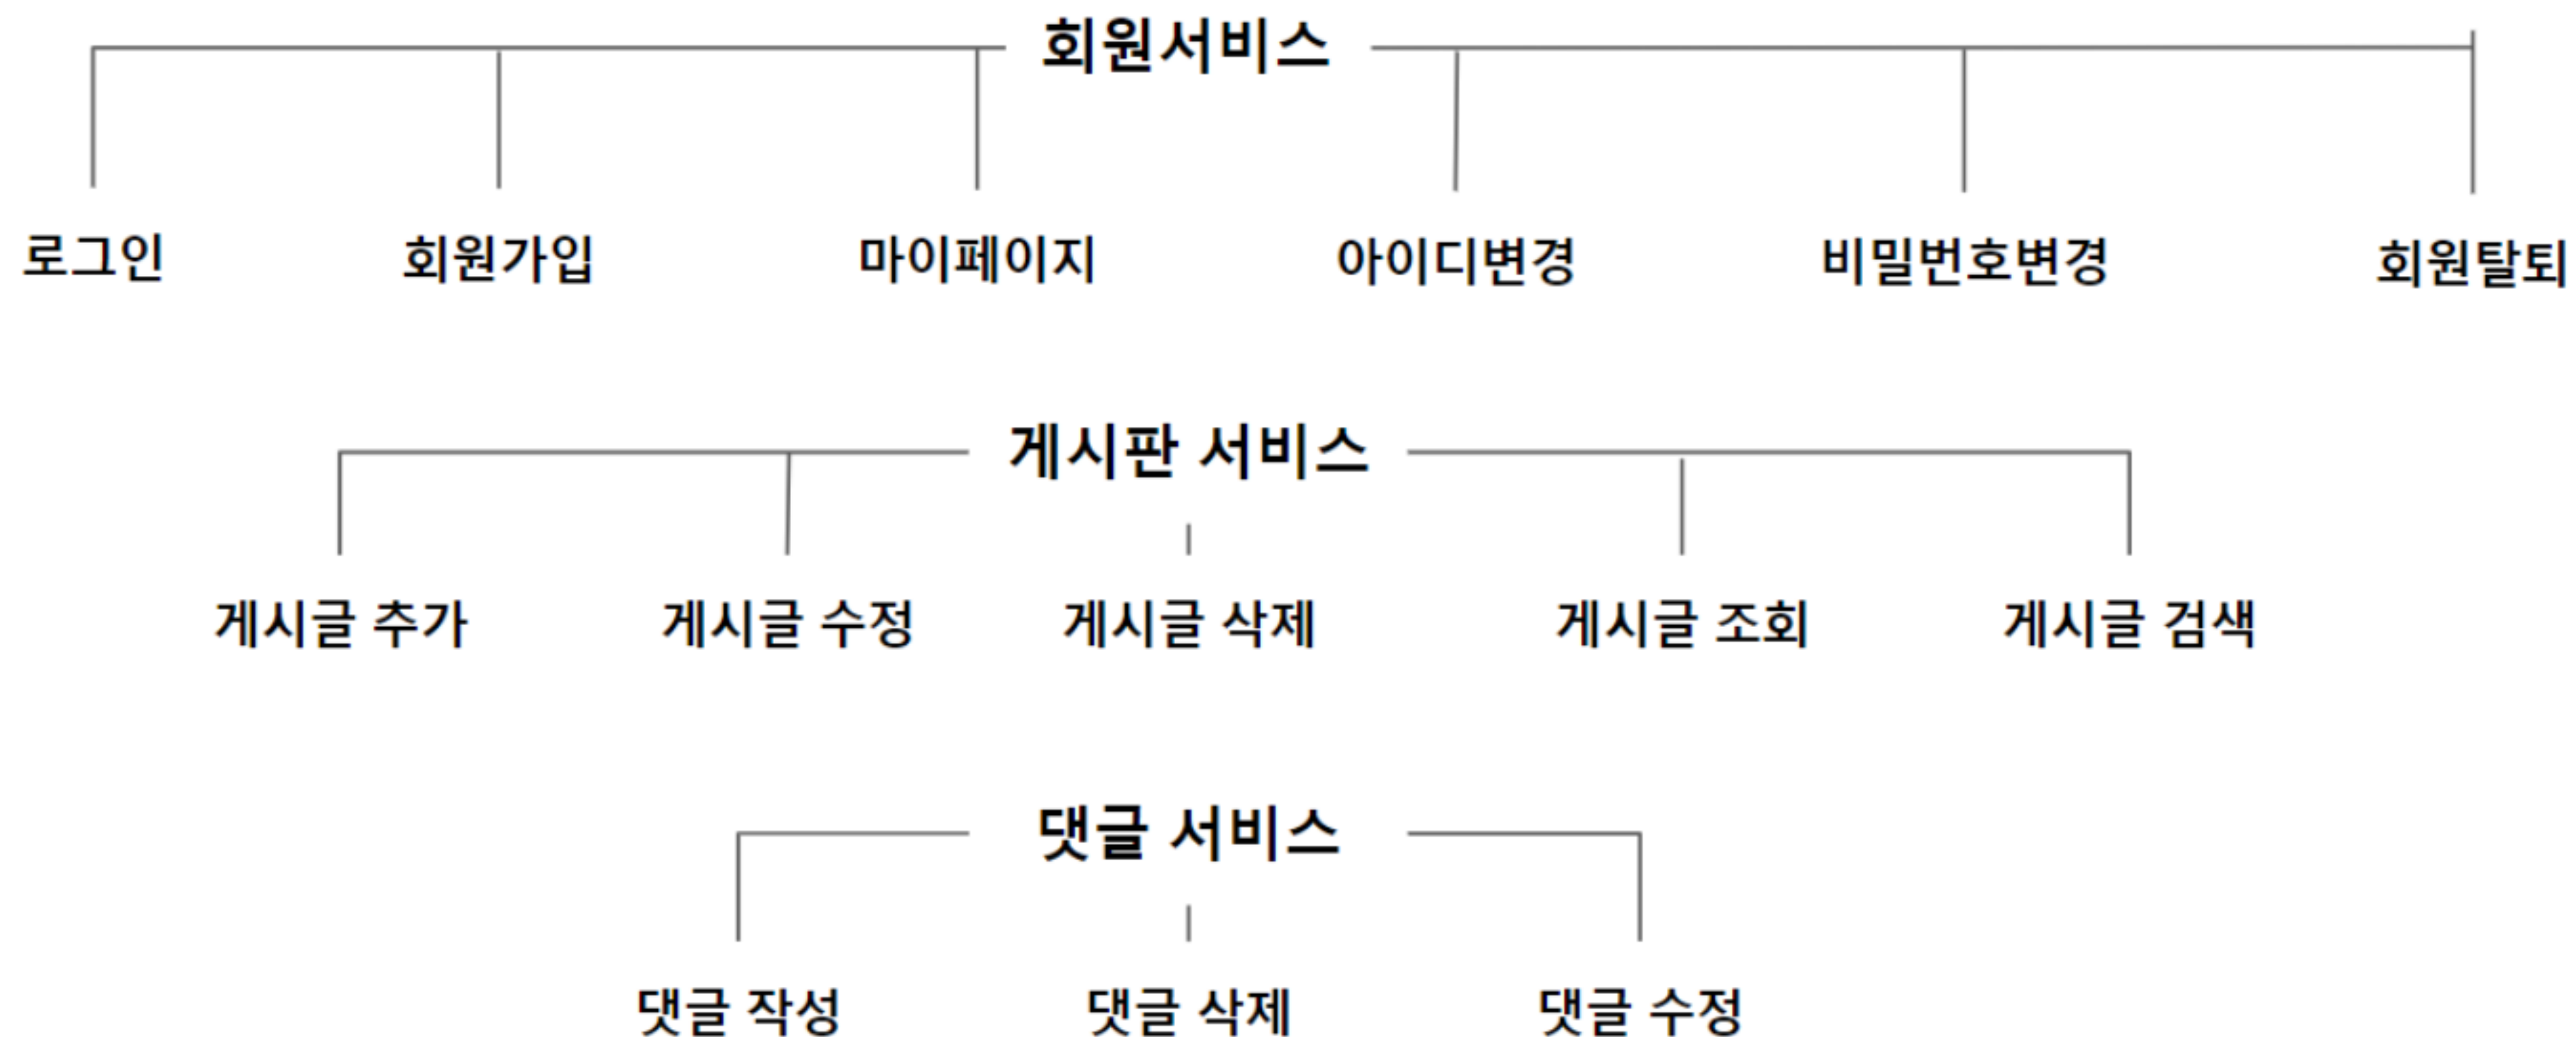 회원서비스
로그인 회원가입 마이페이지 아이디변경 비밀번호변경 회원탈퇴
게시판 서비스
게시글 추가 게시글 수정 게시글 삭제 게시글 조회 게시글 검색
댓글 서비스
댓글 작성 댓글 삭제 댓글 수정